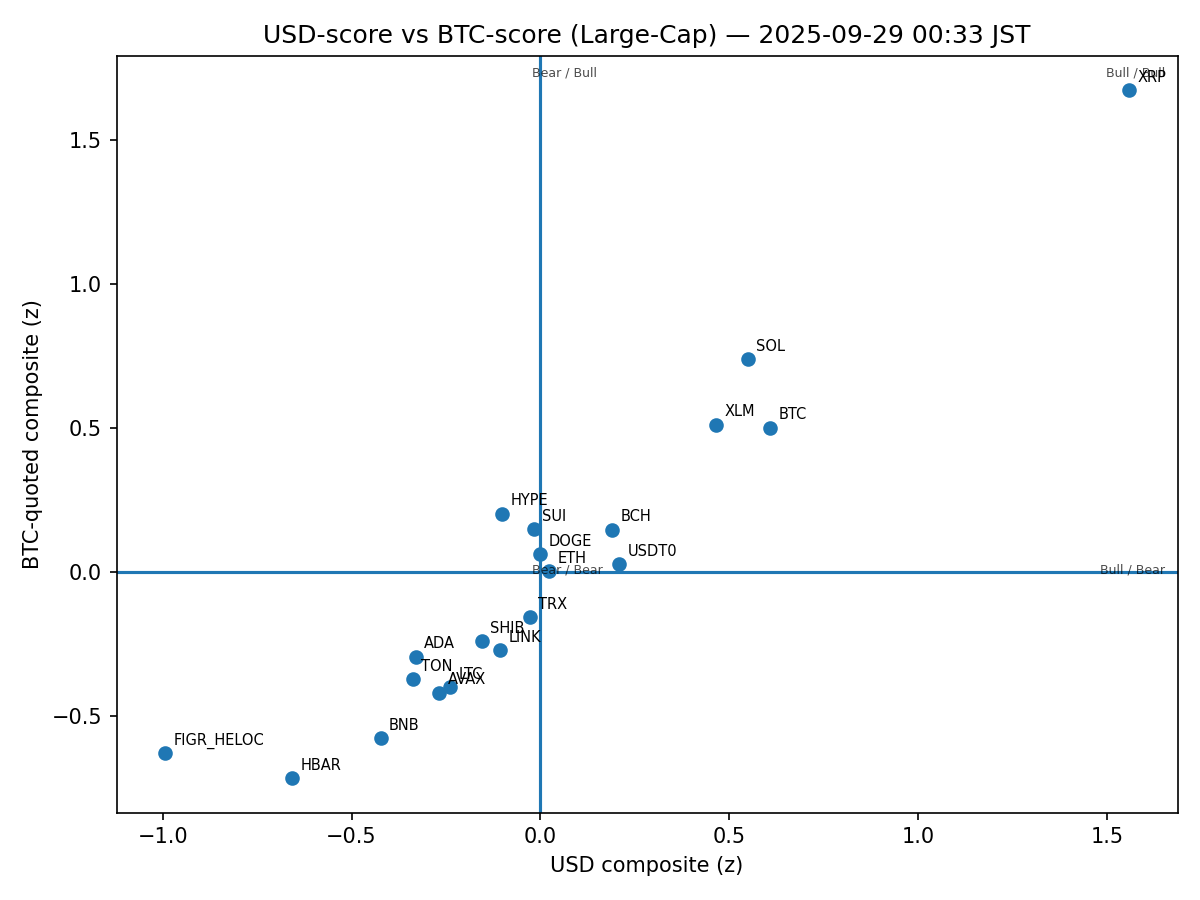 USD-score vs BTC-score (Large-Cap) — 2025-09-29 00:33 JST
Bear / Bull
Bull / Bull
XRP
1.5
1.0
SOL
XLM
BTC
0.5
HYPE
SUI
BCH
DOGE
USDT0
ETH
0.0
Bear / Bear
Bull / Bear
TRX
SHIB
LINK
ADA
TON
LTC
AVAX
−0.5
BNB
FIGR_HELOC
HBAR
−1.0
−0.5
0.0
0.5
1.0
1.5
USD composite (z)
BTC-quoted composite (z)